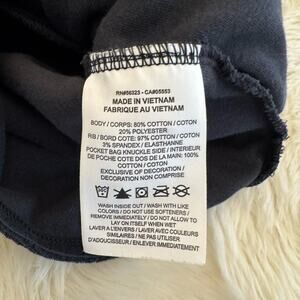 RN#56323 - CA#05553
MADE IN VIETNAM
FABRIQUE AU VIETNAM
BODY / CORPS: 80% COTTON / COTON
20% POLYESTER
RIB / BORD COTE: 97% COTTON / COTON
3% SPANDEX / ELASTHANNE
POCKET BAG KNUCKLE SIDE / INTERIEUR
DE POCHE COTE DOS DE LA MAIN: 100%
COTTON / COTON
EXCLUSIVE OF DECORATION /
DECORATION NON COMPRISE
WASH INSIDE OUT / WASH WITH LIKE
COLORS / DO NOT USE SOFTENERS /
REMOVE IMMEDIATELY / DO NOT ALLOW TO
LAY ON ITSELF WHEN WET
LAVER A L'ENVERS / LAVER AVEC COULEURS
SIMILAIRES / NE PAS UTILISER
D'ADOUCISSEUR / ENLEVER IMMEDIATEMENT